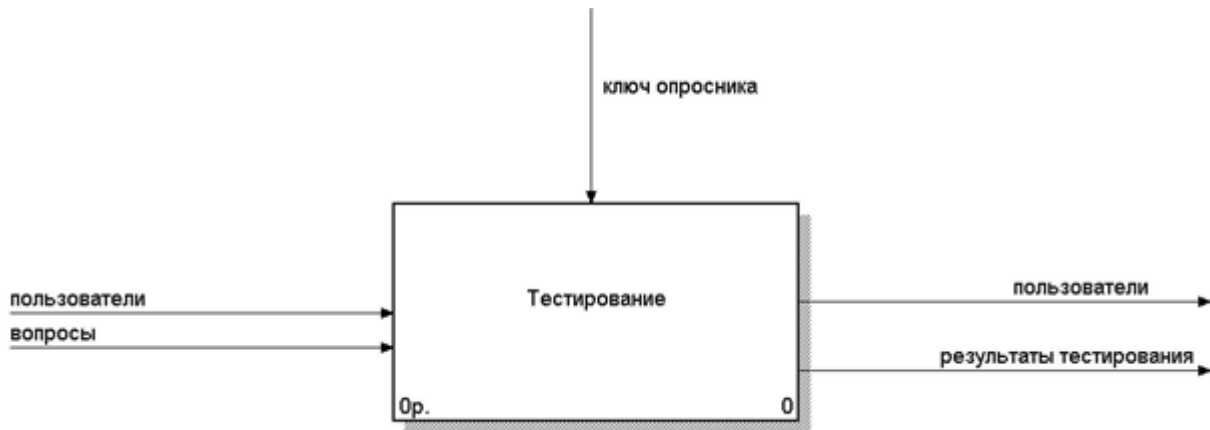 ключ опросника
пользователи
вопросы
Тестирование
пользователи
результаты тестирования
0р.
0